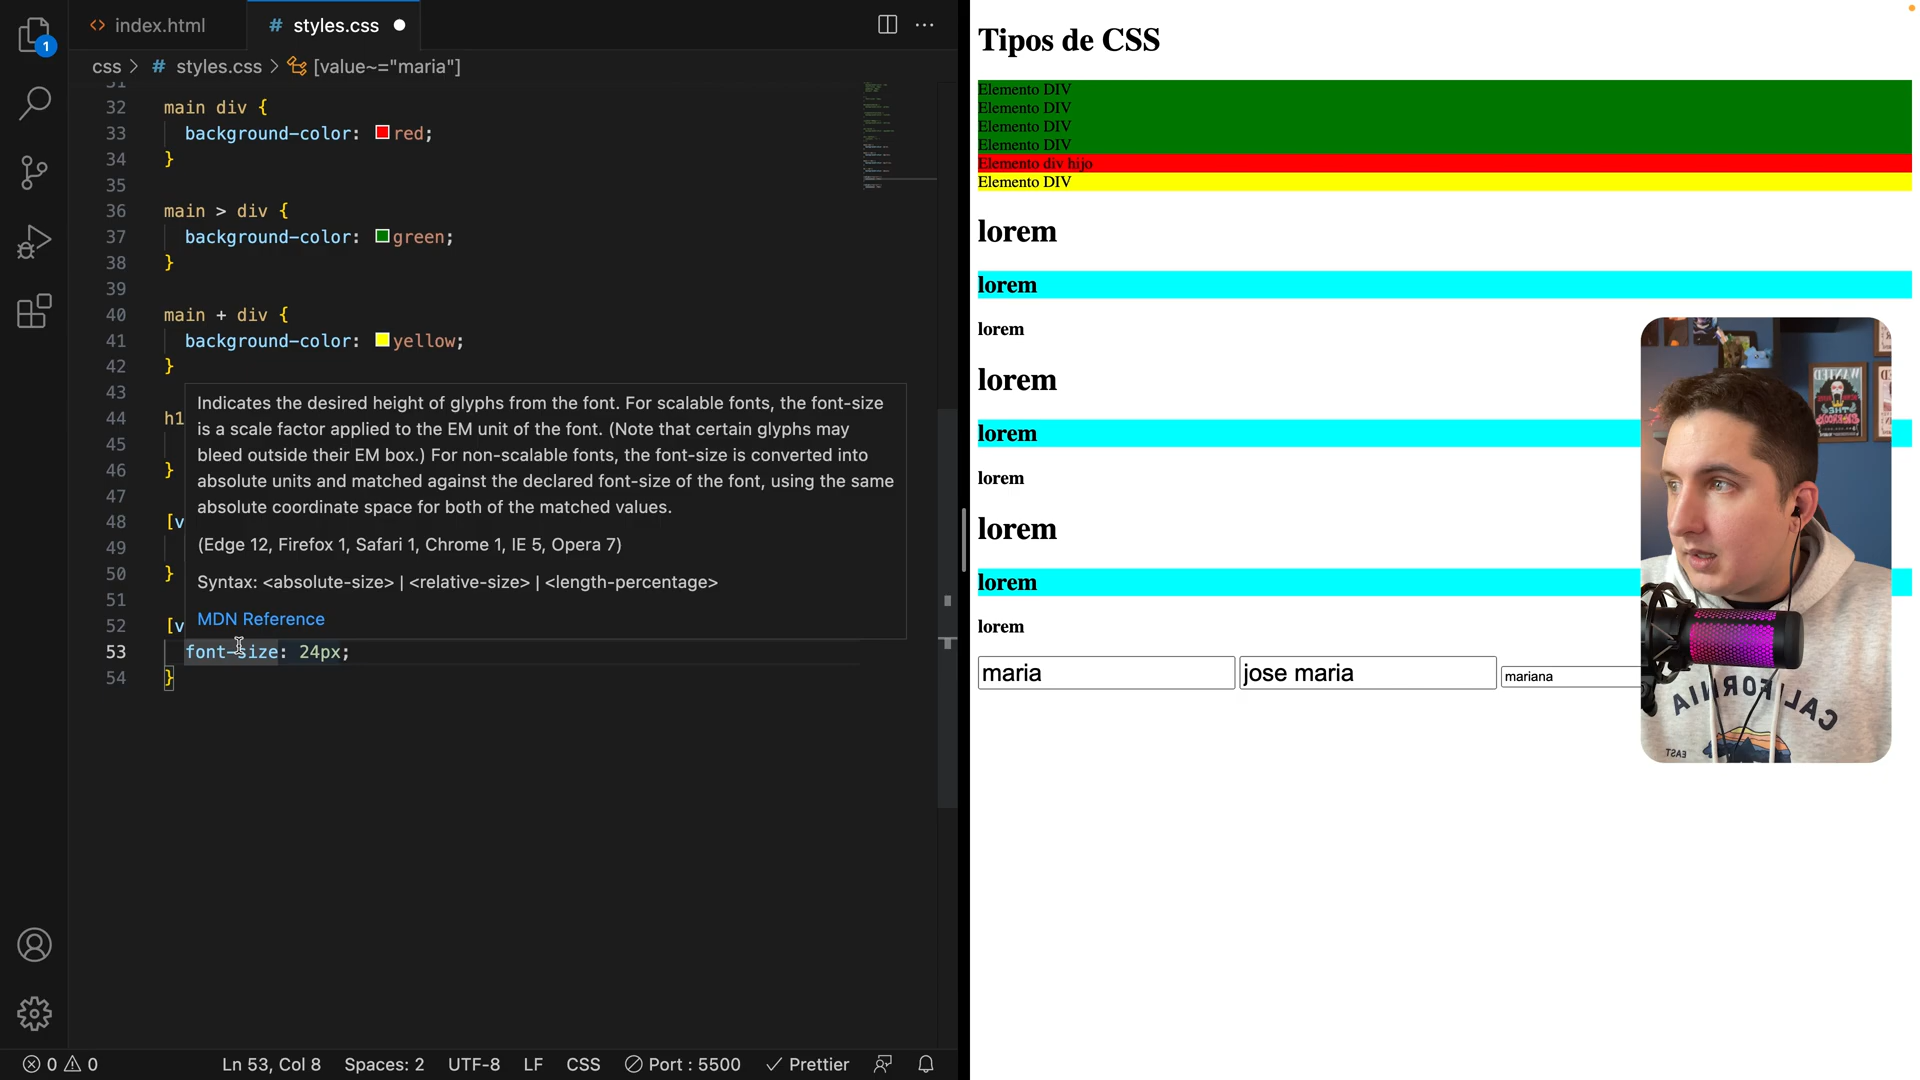 index.html
# styles.css
1
css > # styles.css > [value~="maria"]
31
32 main div {
33 background-color: red;
34 }
35
36 main > div {
37 background-color: green;
38 }
39
40 main + div {
41 background-color: yellow;
42 }
43
44 h1
45
46 }
47
48 [v
49
50 }
51
52 [v
53 font-size: 24px;
54 }
Indicates the desired height of glyphs from the font. For scalable fonts, the font-size
is a scale factor applied to the EM unit of the font. (Note that certain glyphs may
bleed outside their EM box.) For non-scalable fonts, the font-size is converted into
absolute units and matched against the declared font-size of the font, using the same
absolute coordinate space for both of the matched values.
(Edge 12, Firefox 1, Safari 1, Chrome 1, IE 5, Opera 7)
Syntax: <absolute-size> | <relative-size> | <length-percentage>
MDN Reference
0 0 Ln 53, Col 8 Spaces: 2 UTF-8 LF CSS Port : 5500 Prettier
Tipos de CSS
Elemento DIV
Elemento DIV
Elemento DIV
Elemento DIV
Elemento div hijo
Elemento DIV
lorem
lorem
lorem
lorem
lorem
lorem
lorem
lorem
lorem
maria jose maria mariana
WANTED
CALIFORNIA
EAST